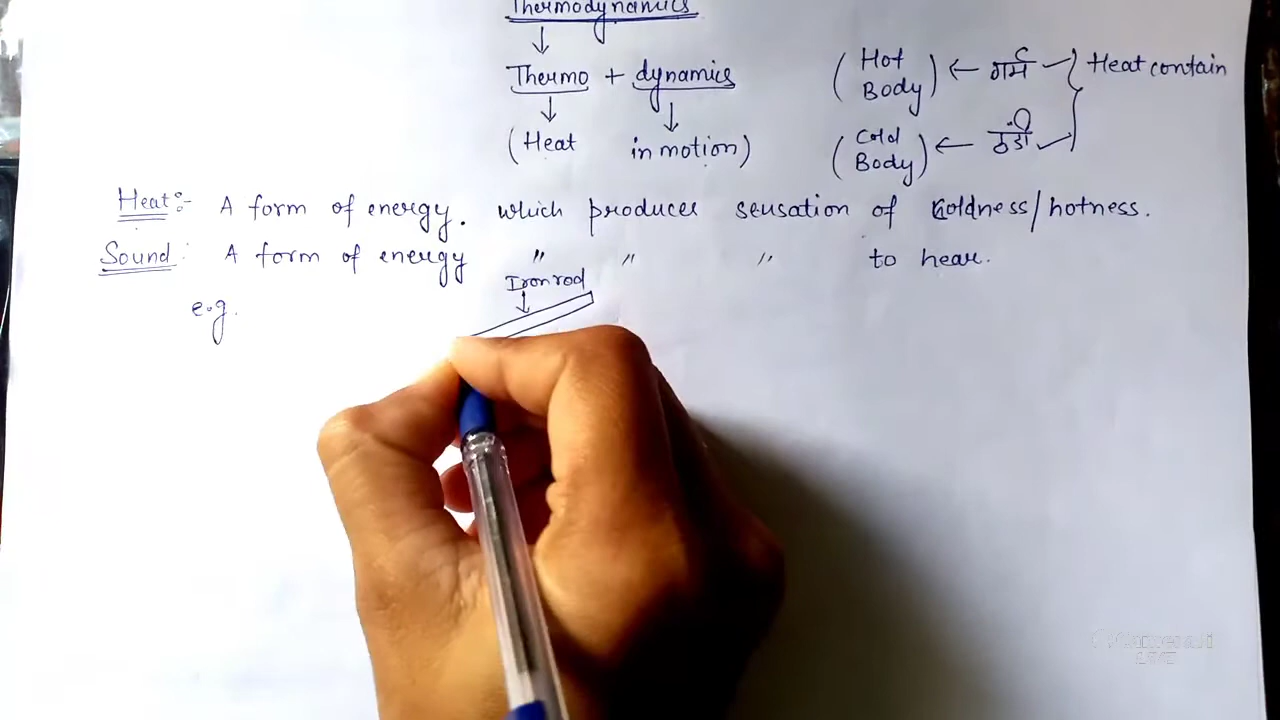 Thermodynamics
Thermo + dynamics
(Heat in motion)
(Hot Body) ← गर्म } Heat contain
(Cold Body) ← ठंडी
Heat:- A form of energy. which produces sensation of Coldness/hotness.
Sound: A form of energy " " " to hear.
Iron rod
e.g.